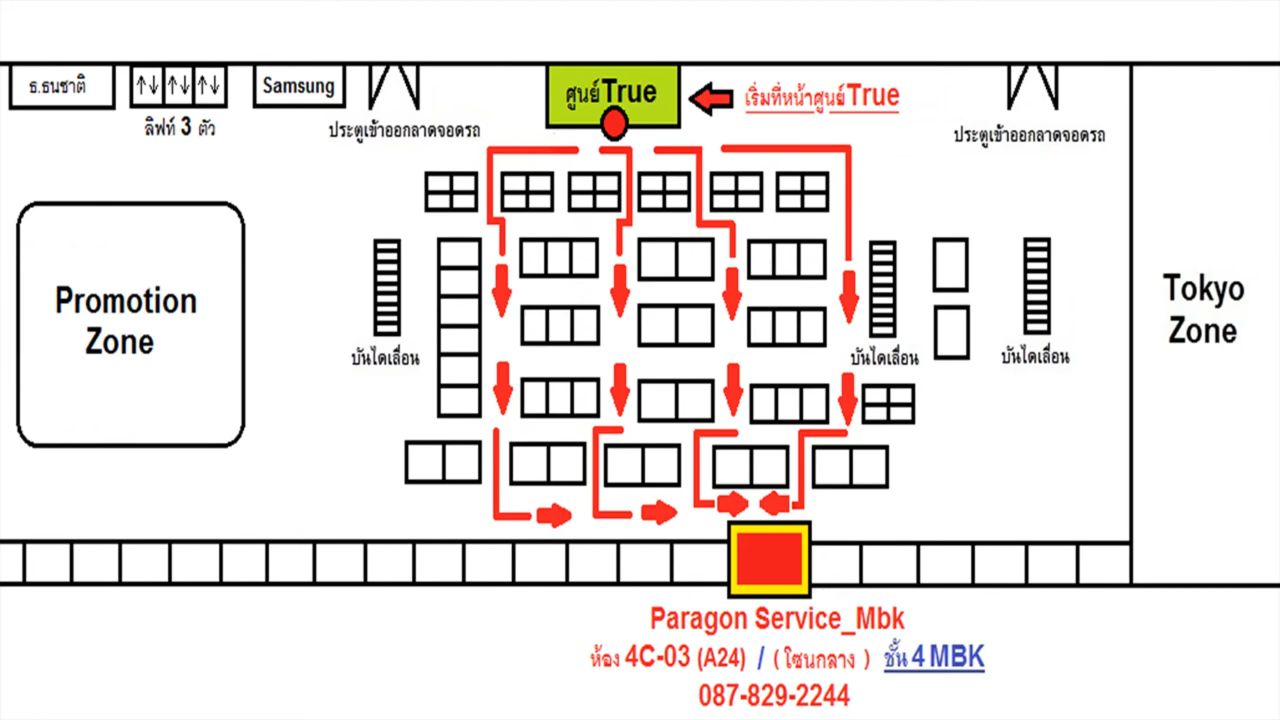 ธ.ธนชาติ
↑↓ ↑↓ ↑↓
Samsung
ศูนย์True
เริ่มที่หน้าศูนย์True
ลิฟท์ 3 ตัว
ประตูเข้าออกลาดจอดรถ
ประตูเข้าออกลาดจอดรถ
Promotion
Zone
Tokyo
Zone
บันไดเลื่อน
บันไดเลื่อน
บันไดเลื่อน
Paragon Service_Mbk
ห้อง 4C-03 (A24) / ( โซนกลาง ) ชั้น 4 MBK
087-829-2244